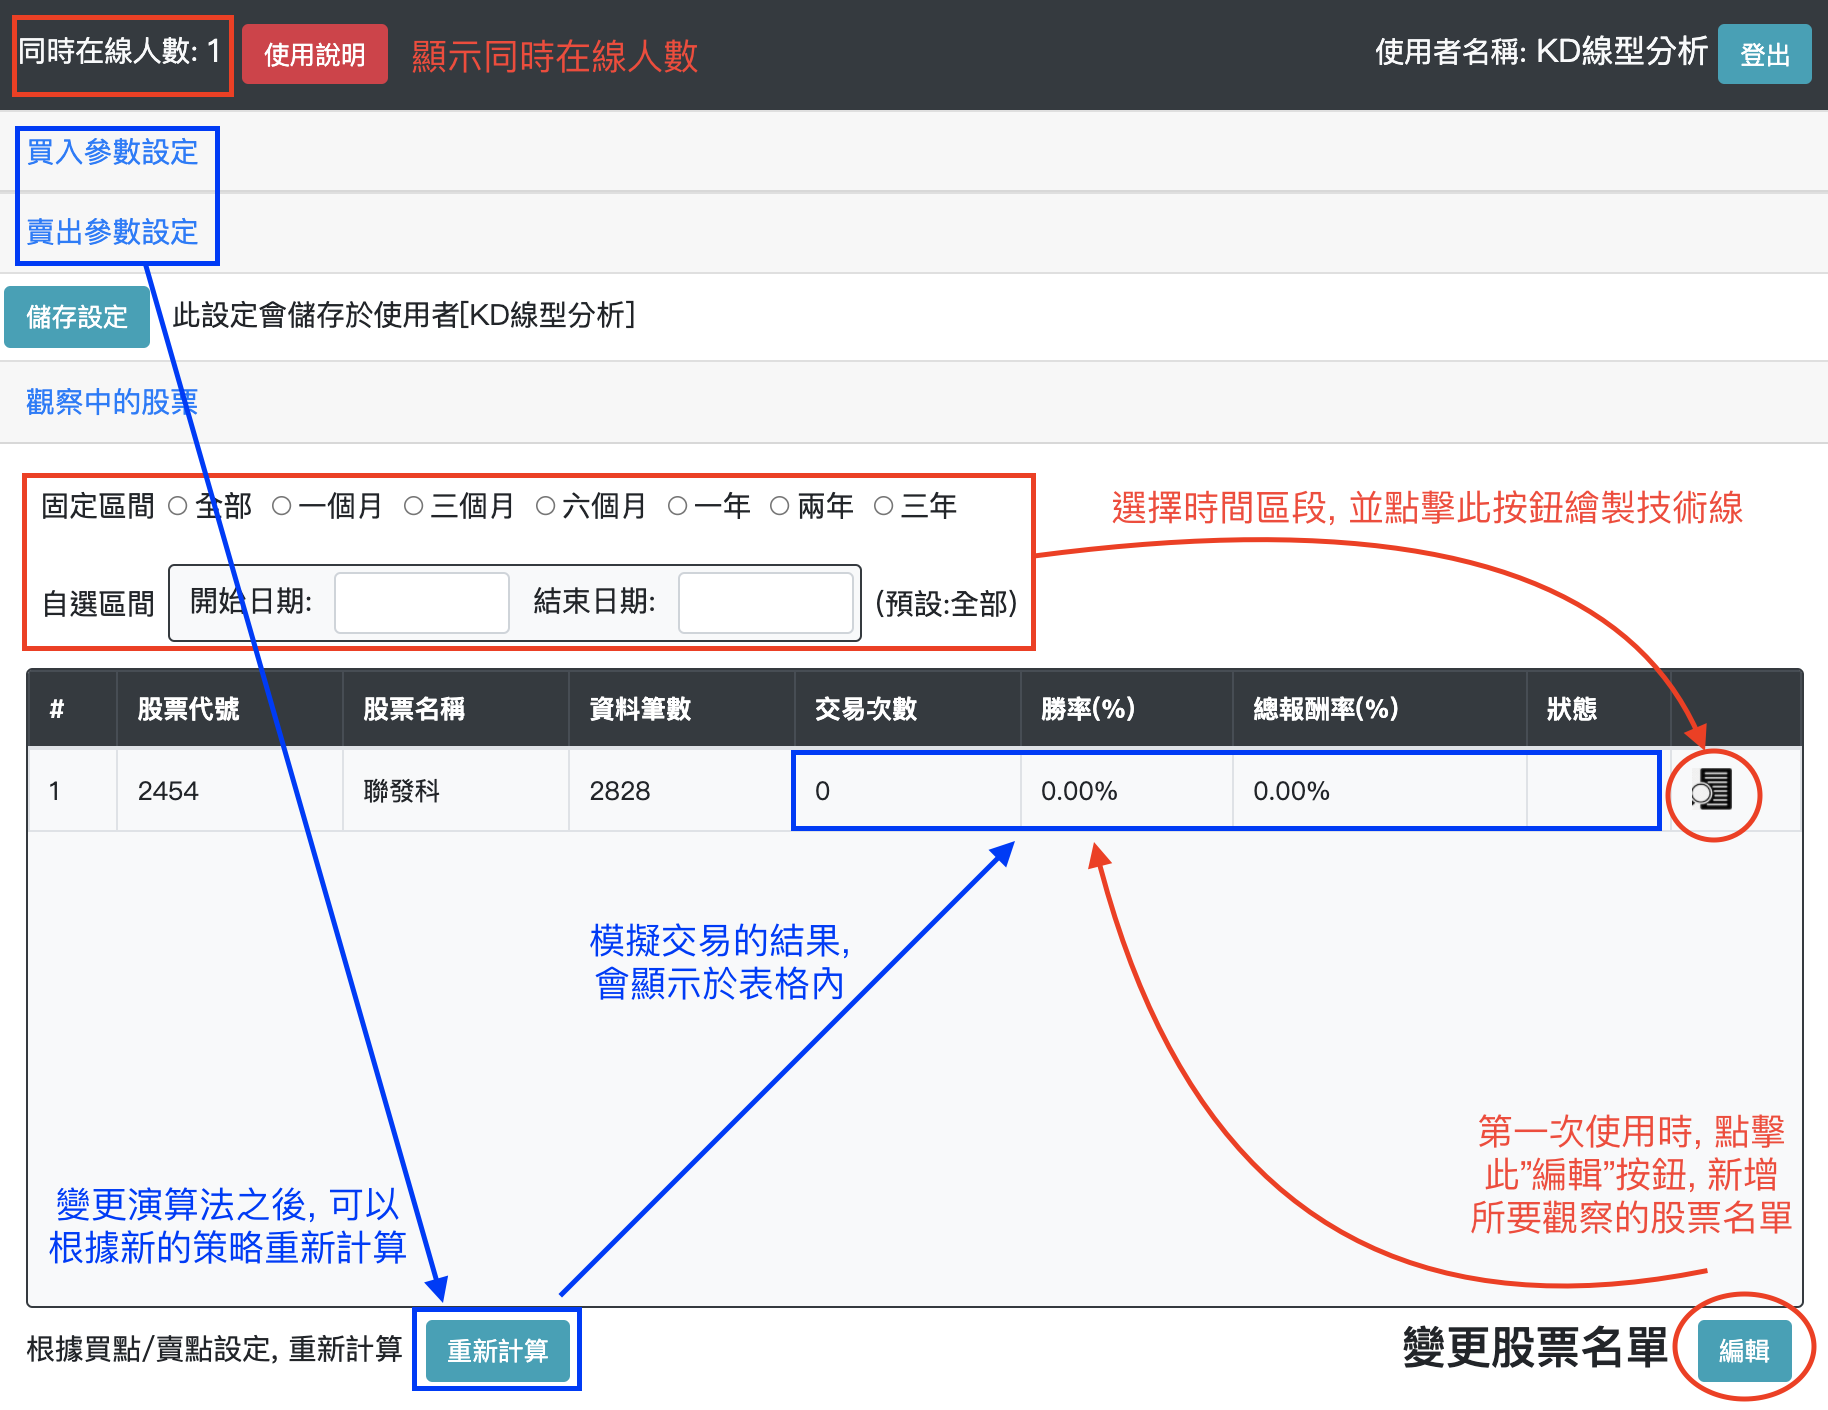 同時在線人數: 1
使用說明
顯示同時在線人數
使用者名稱: KD線型分析
登出
買入參數設定
賣出參數設定
儲存設定
此設定會儲存於使用者[KD線型分析]
觀察中的股票
固定區間 全部 一個月 三個月 六個月 一年 兩年 三年
選擇時間區段, 並點擊此按鈕繪製技術線
自選區間 開始日期: 結束日期: (預設:全部)
# 股票代號 股票名稱 資料筆數 交易次數 勝率(%) 總報酬率(%) 狀態
1 2454 聯發科 2828 0 0.00% 0.00%
模擬交易的結果,
會顯示於表格內
第一次使用時, 點擊
此”編輯”按鈕, 新增
所要觀察的股票名單
變更演算法之後, 可以
根據新的策略重新計算
根據買點/賣點設定, 重新計算
重新計算
變更股票名單
編輯